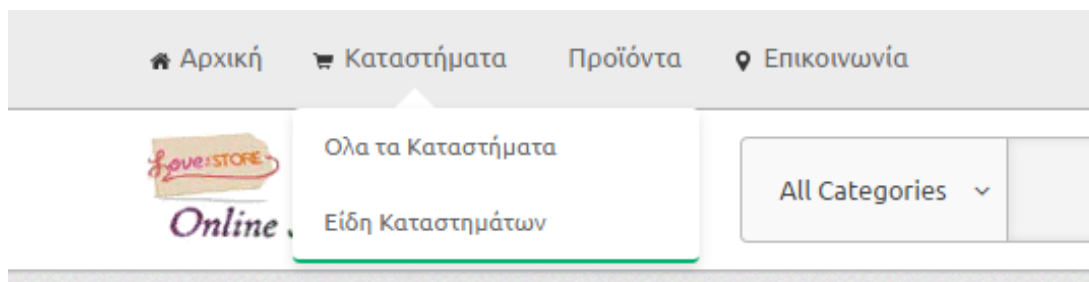 Αρχική Καταστήματα Προϊόντα Επικοινωνία
Ολα τα Καταστήματα
Είδη Καταστημάτων
Love:STORE
Online
All Categories